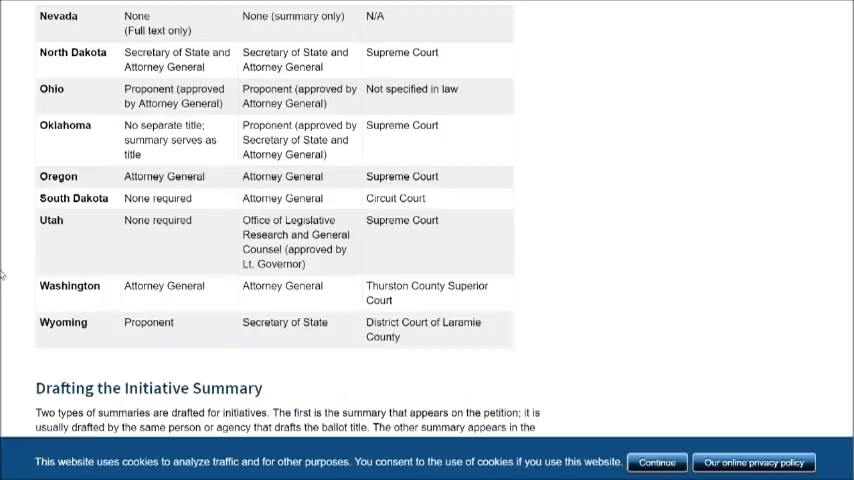 Nevada None None (summary only) N/A
(Full text only)
North Dakota Secretary of State and Secretary of State and Supreme Court
Attorney General Attorney General
Ohio Proponent (approved Proponent (approved by Not specified in law
by Attorney General) Attorney General)
Oklahoma No separate title; Proponent (approved by Supreme Court
summary serves as Secretary of State and
title Attorney General)
Oregon Attorney General Attorney General Supreme Court
South Dakota None required Attorney General Circuit Court
Utah None required Office of Legislative Supreme Court
Research and General
Counsel (approved by
Lt. Governor)
Washington Attorney General Attorney General Thurston County Superior
Court
Wyoming Proponent Secretary of State District Court of Laramie
County
Drafting the Initiative Summary
Two types of summaries are drafted for initiatives. The first is the summary that appears on the petition; it is
usually drafted by the same person or agency that drafts the ballot title. The other summary appears in the
This website uses cookies to analyze traffic and for other purposes. You consent to the use of cookies if you use this website. Continue Our online privacy policy